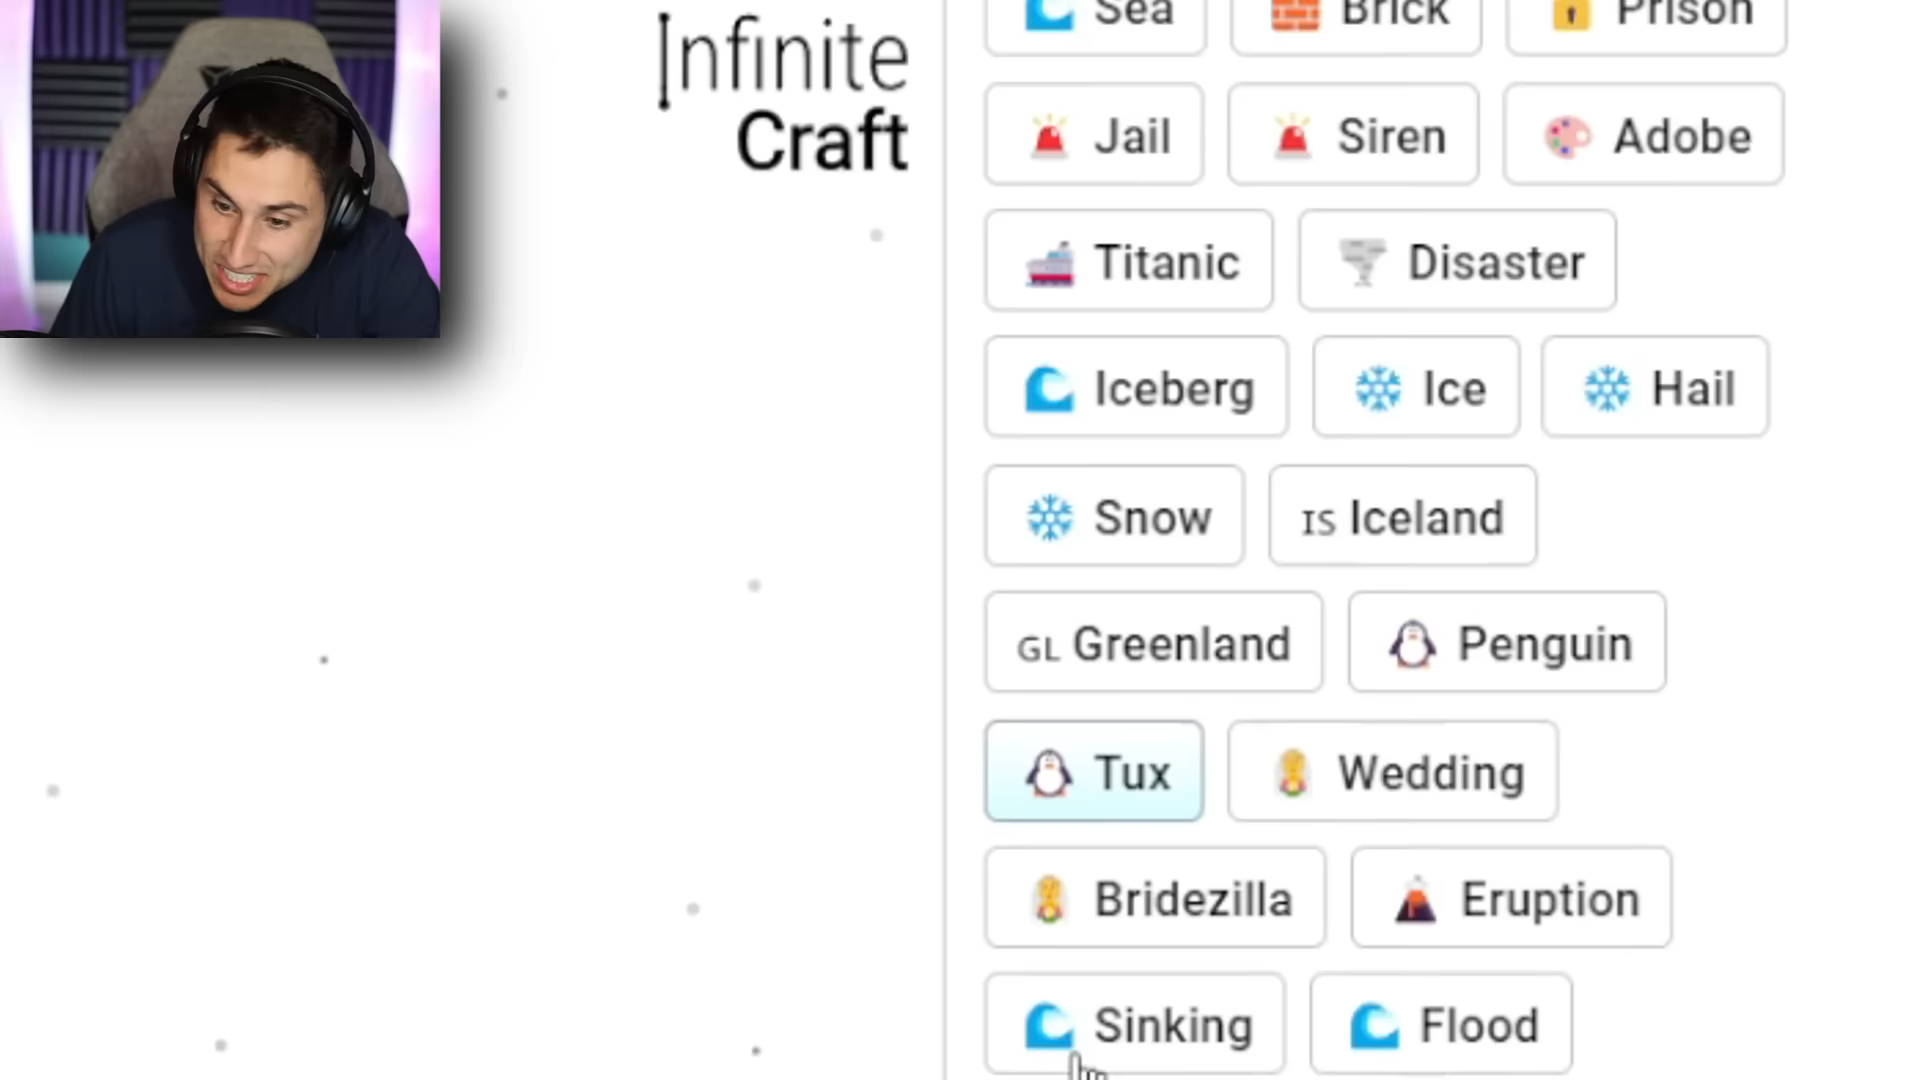 Infinite
Craft
Sea Brick Prison
Jail Siren Adobe
Titanic Disaster
Iceberg Ice Hail
Snow IS Iceland
GL Greenland Penguin
Tux Wedding
Bridezilla Eruption
Sinking Flood